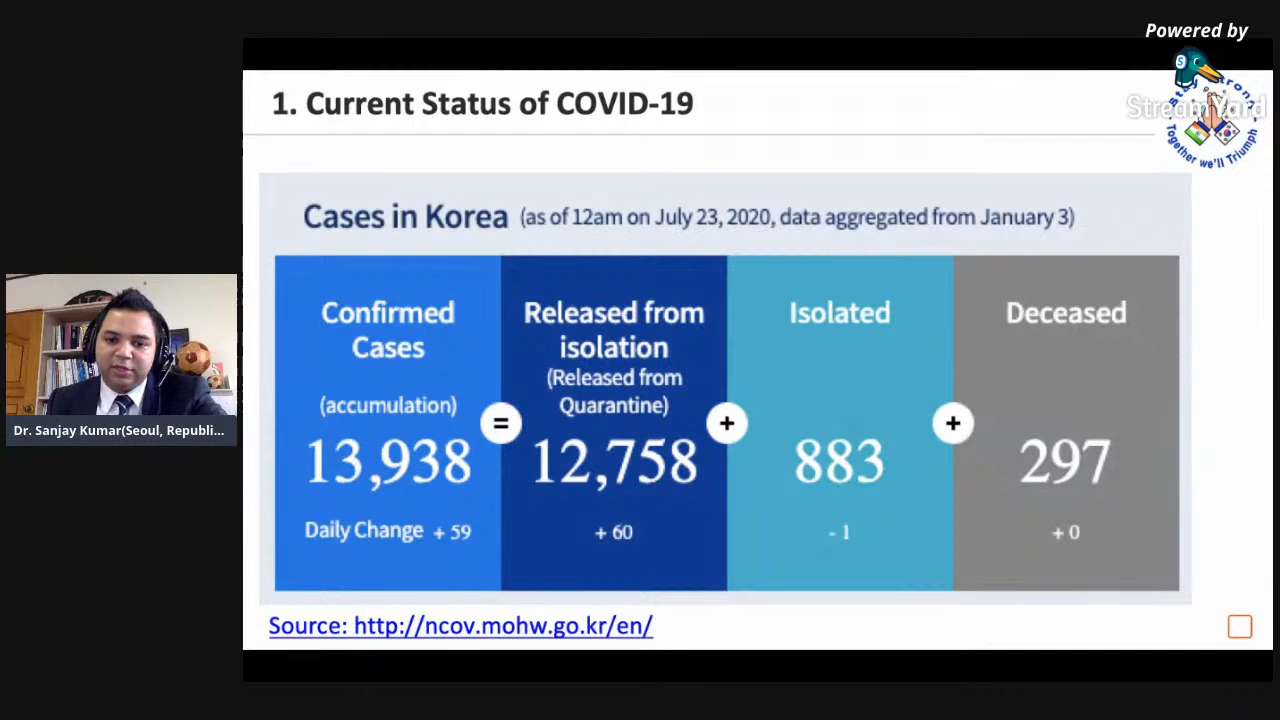 Powered by
StreamYard
1. Current Status of COVID-19
Stay Strong
Together we'll Triumph
Cases in Korea (as of 12am on July 23, 2020, data aggregated from January 3)
Confirmed
Cases
(accumulation)
13,938
Daily Change + 59
=
Released from
isolation
(Released from
Quarantine)
12,758
+ 60
+
Isolated
883
- 1
+
Deceased
297
+ 0
Dr. Sanjay Kumar(Seoul, Republi...
Source: http://ncov.mohw.go.kr/en/